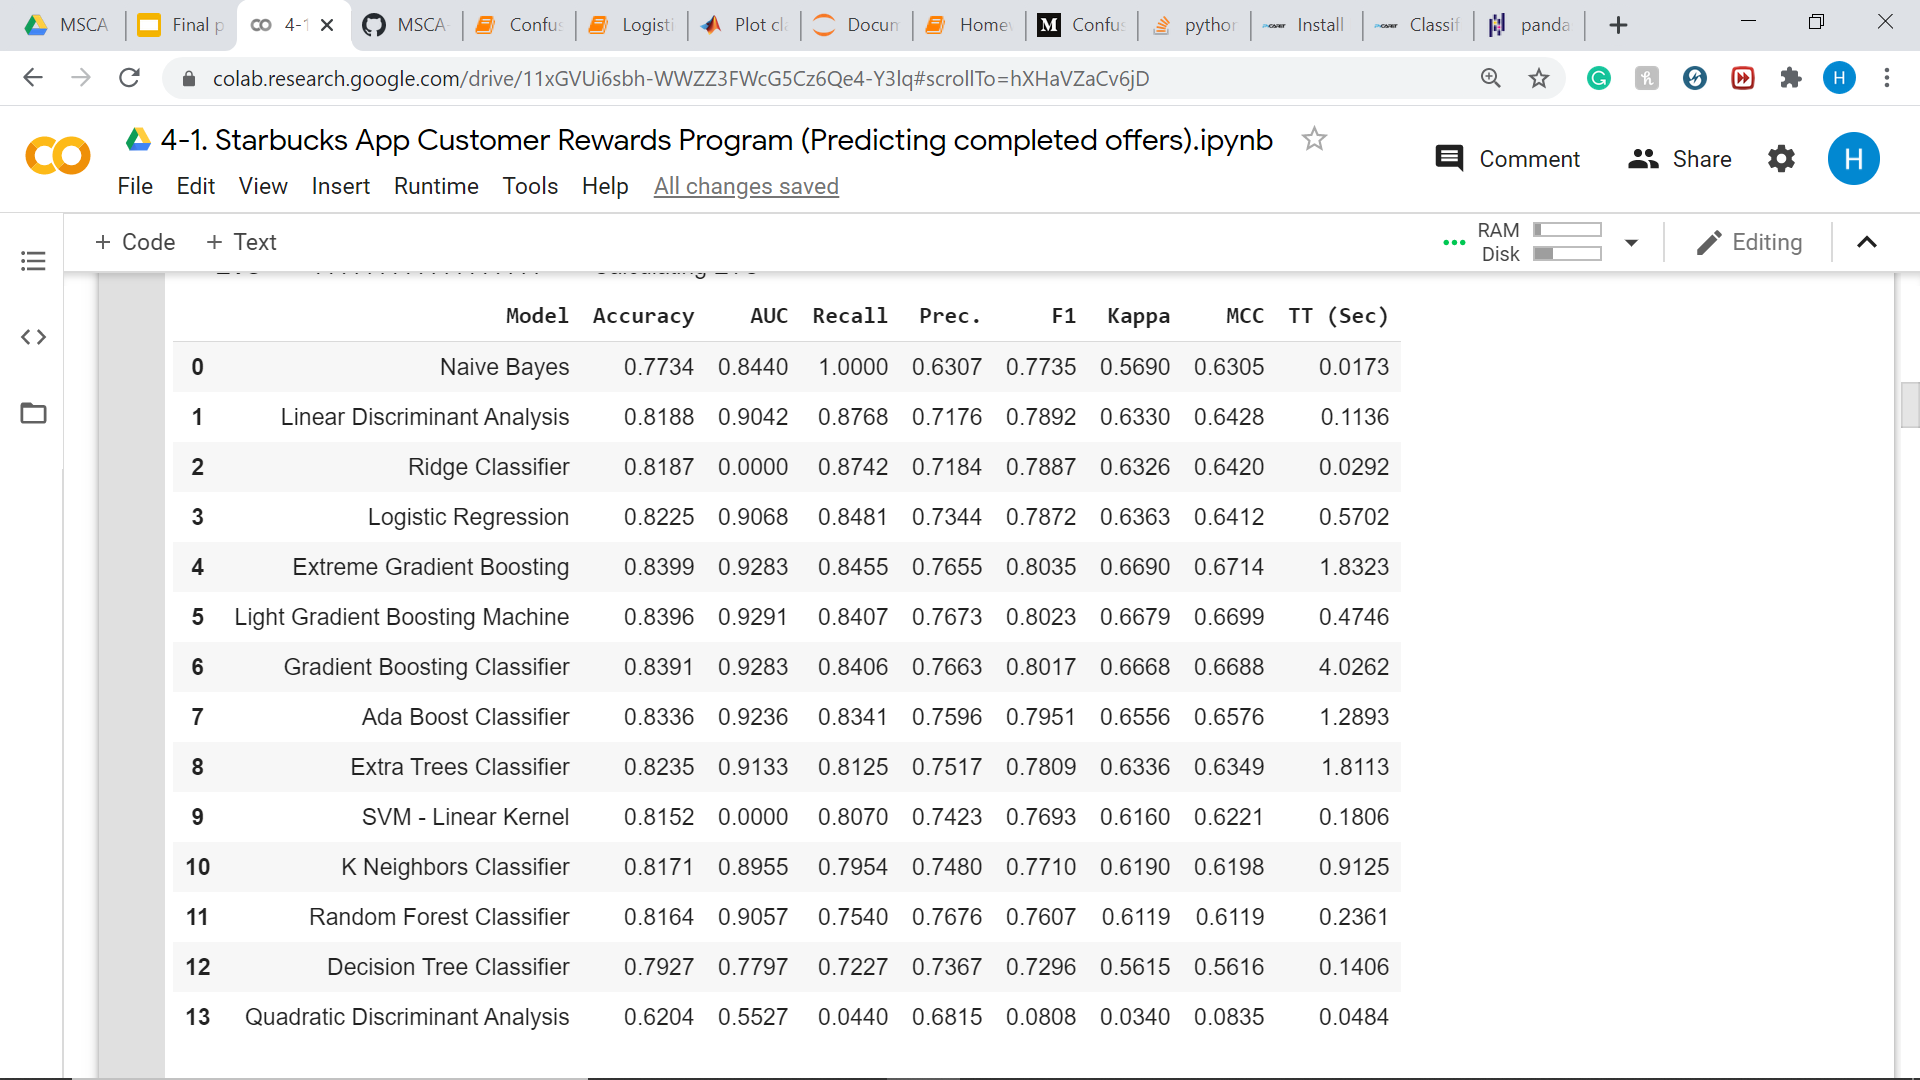 MSCA Final p 4-1 MSCA- Confus Logisti Plot cla Docum Homew M Confus python Install Classif panda
colab.research.google.com/drive/11xGVUi6sbh-WWZZ3FWcG5Cz6Qe4-Y3lq#scrollTo=hXHaVZaCv6jD H
CO 4-1. Starbucks App Customer Rewards Program (Predicting completed offers).ipynb Comment Share H
File Edit View Insert Runtime Tools Help All changes saved
+ Code + Text RAM Disk Editing
Model Accuracy AUC Recall Prec. F1 Kappa MCC TT (Sec)
0 Naive Bayes 0.7734 0.8440 1.0000 0.6307 0.7735 0.5690 0.6305 0.0173
1 Linear Discriminant Analysis 0.8188 0.9042 0.8768 0.7176 0.7892 0.6330 0.6428 0.1136
2 Ridge Classifier 0.8187 0.0000 0.8742 0.7184 0.7887 0.6326 0.6420 0.0292
3 Logistic Regression 0.8225 0.9068 0.8481 0.7344 0.7872 0.6363 0.6412 0.5702
4 Extreme Gradient Boosting 0.8399 0.9283 0.8455 0.7655 0.8035 0.6690 0.6714 1.8323
5 Light Gradient Boosting Machine 0.8396 0.9291 0.8407 0.7673 0.8023 0.6679 0.6699 0.4746
6 Gradient Boosting Classifier 0.8391 0.9283 0.8406 0.7663 0.8017 0.6668 0.6688 4.0262
7 Ada Boost Classifier 0.8336 0.9236 0.8341 0.7596 0.7951 0.6556 0.6576 1.2893
8 Extra Trees Classifier 0.8235 0.9133 0.8125 0.7517 0.7809 0.6336 0.6349 1.8113
9 SVM - Linear Kernel 0.8152 0.0000 0.8070 0.7423 0.7693 0.6160 0.6221 0.1806
10 K Neighbors Classifier 0.8171 0.8955 0.7954 0.7480 0.7710 0.6190 0.6198 0.9125
11 Random Forest Classifier 0.8164 0.9057 0.7540 0.7676 0.7607 0.6119 0.6119 0.2361
12 Decision Tree Classifier 0.7927 0.7797 0.7227 0.7367 0.7296 0.5615 0.5616 0.1406
13 Quadratic Discriminant Analysis 0.6204 0.5527 0.0440 0.6815 0.0808 0.0340 0.0835 0.0484